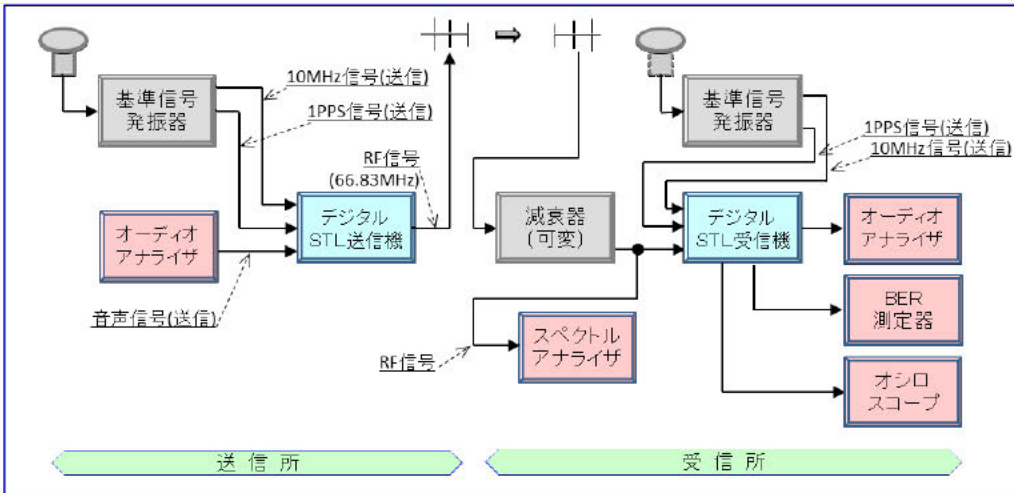 10MHz信号(送信)
基準信号
発振器
1PPS信号(送信)
RF信号
(66.83MHz)
オーディオ
アナライザ
デジタル
STL送信機
音声信号(送信)
基準信号
発振器
1PPS信号(送信)
10MHz信号(送信)
減衰器
(可変)
デジタル
STL受信機
オーディオ
アナライザ
BER
測定器
スペクトル
アナライザ
RF信号
オシロ
スコープ
送信所
受信所